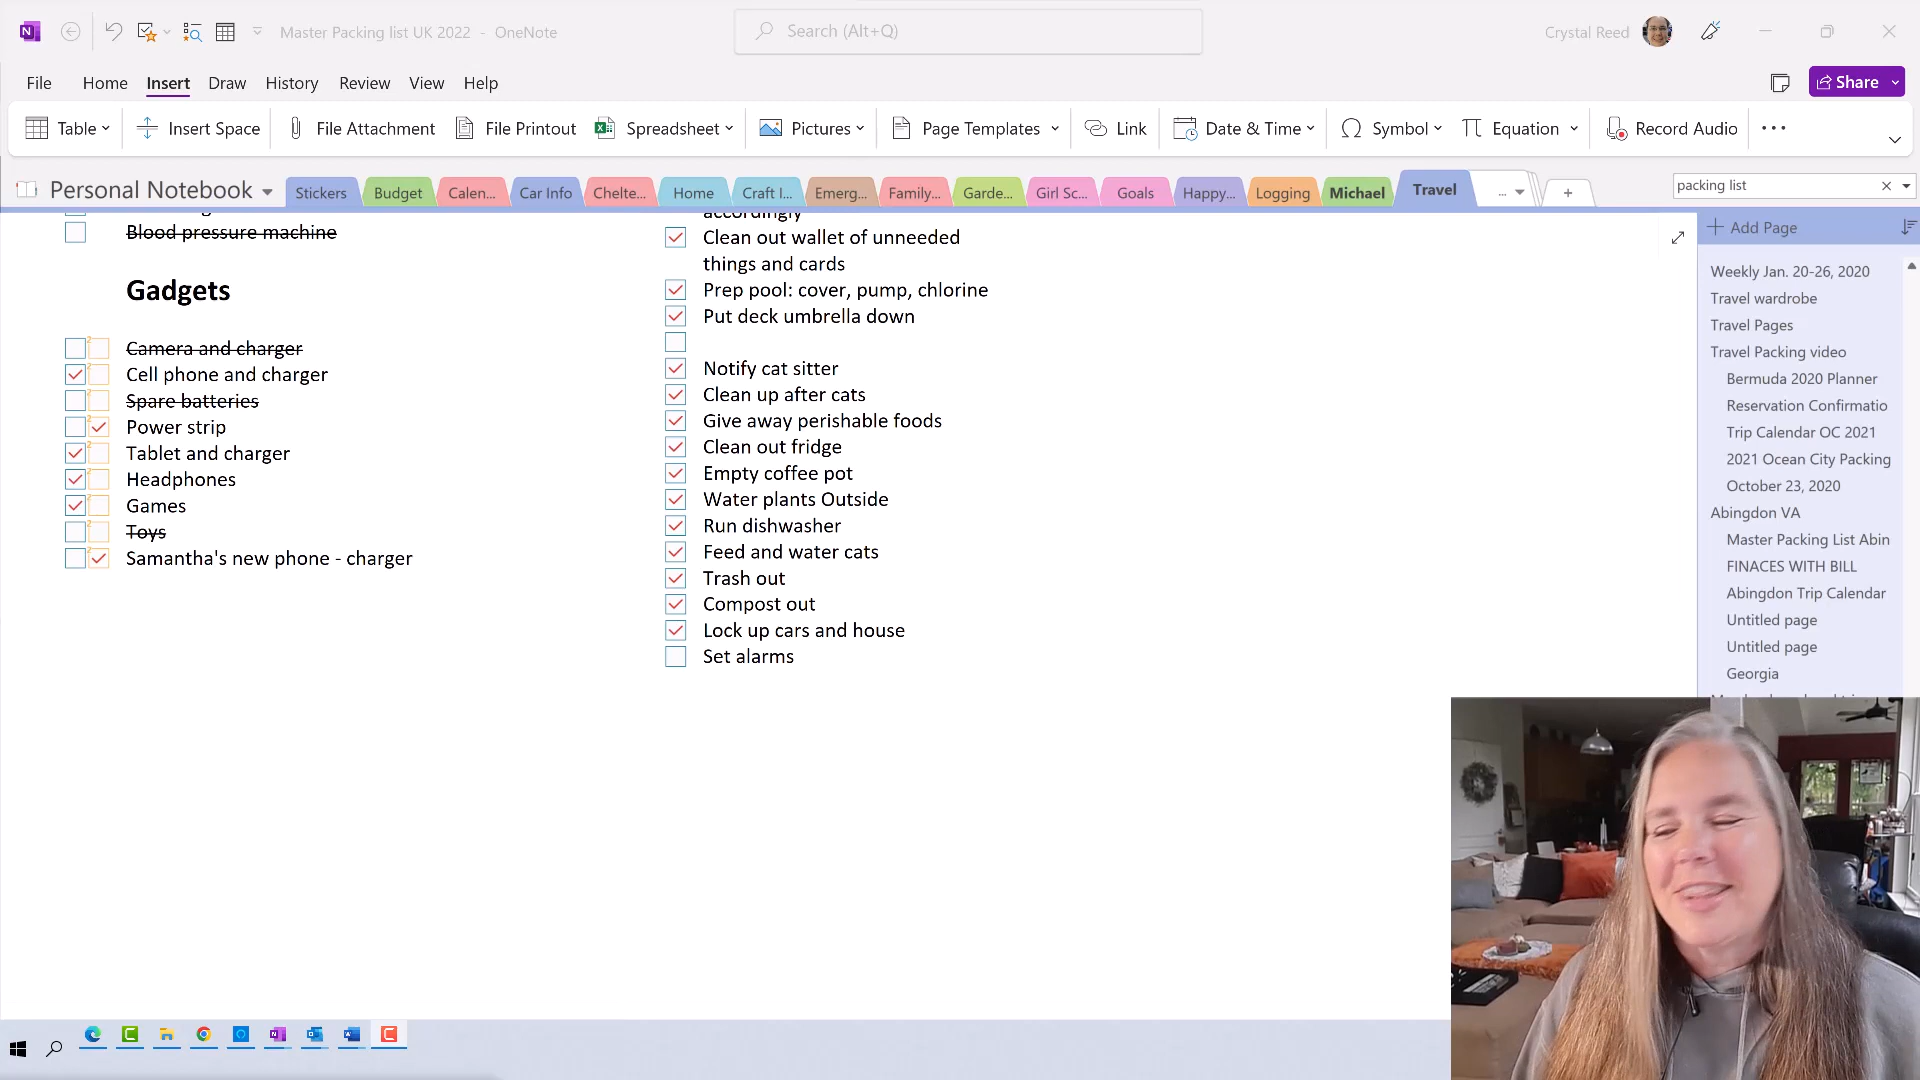 Master Packing list UK 2022 - OneNote
Search (Alt+Q)
Crystal Reed
File Home Insert Draw History Review View Help
Share
Table
Insert Space
File Attachment
File Printout
Spreadsheet
Pictures
Page Templates
Link
Date & Time
Symbol
Equation
Record Audio
Personal Notebook
Stickers
Budget
Calen...
Car Info
Chelte...
Home
Craft I...
Emerg...
Family...
Garde...
Girl Sc...
Goals
Happy...
Logging
Michael
Travel
...
+
packing list
Blood pressure machine
Gadgets
Camera and charger
Cell phone and charger
Spare batteries
Power strip
Tablet and charger
Headphones
Games
Toys
Samantha's new phone - charger
accordingly
Clean out wallet of unneeded
things and cards
Prep pool: cover, pump, chlorine
Put deck umbrella down
Notify cat sitter
Clean up after cats
Give away perishable foods
Clean out fridge
Empty coffee pot
Water plants Outside
Run dishwasher
Feed and water cats
Trash out
Compost out
Lock up cars and house
Set alarms
Add Page
Weekly Jan. 20-26, 2020
Travel wardrobe
Travel Pages
Travel Packing video
Bermuda 2020 Planner
Reservation Confirmatio
Trip Calendar OC 2021
2021 Ocean City Packing
October 23, 2020
Abingdon VA
Master Packing List Abin
FINACES WITH BILL
Abingdon Trip Calendar
Untitled page
Untitled page
Georgia